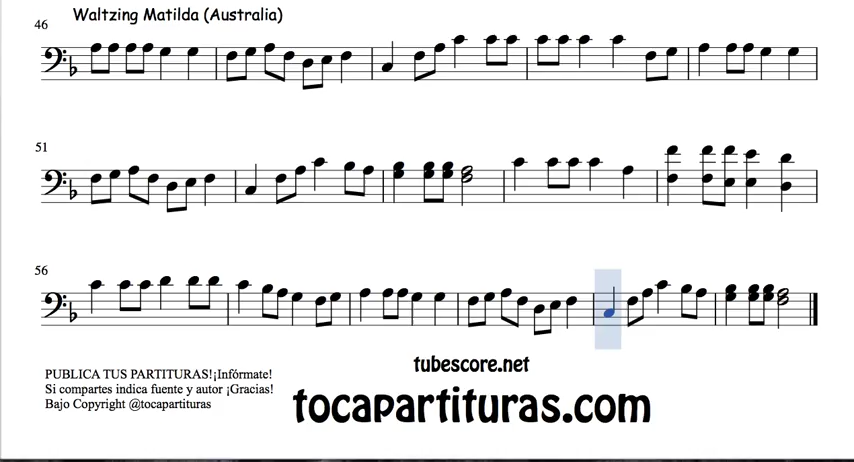 Waltzing Matilda (Australia)
46
51
56
PUBLICA TUS PARTITURAS!¡Infórmate!
Si compartes indica fuente y autor ¡Gracias!
Bajo Copyright @tocapartituras
tubescore.net
tocapartituras.com